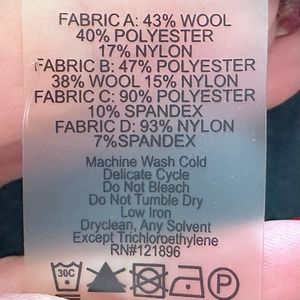 FABRIC A: 43% WOOL
40% POLYESTER
17% NYLON
FABRIC B: 47% POLYESTER
38% WOOL 15% NYLON
FABRIC C: 90% POLYESTER
10% SPANDEX
FABRIC D: 93% NYLON
7%SPANDEX
Machine Wash Cold
Delicate Cycle
Do Not Bleach
Do Not Tumble Dry
Low Iron
Dryclean, Any Solvent
Except Trichloroethylene
RN#121896
30C P